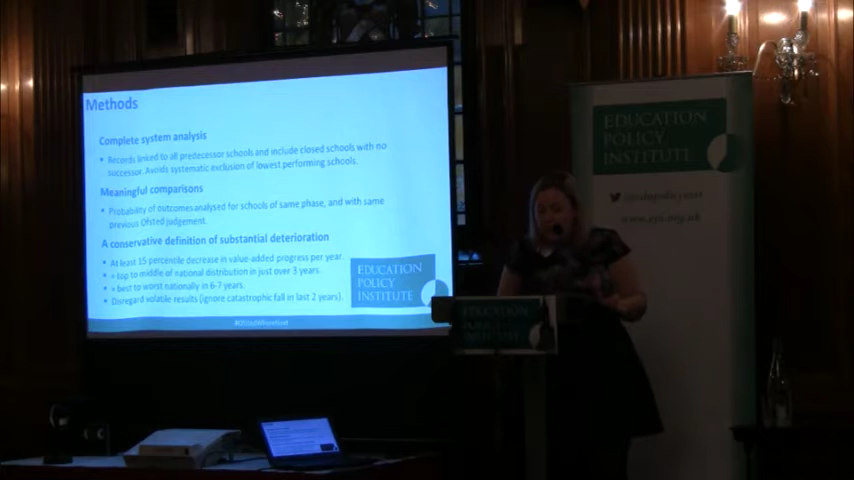 Methods
Complete system analysis
• Records linked to all predecessor schools and include closed schools with no
successor. Avoids systematic exclusion of lowest performing schools.
Meaningful comparisons
• Probability of outcomes analysed for schools of same phase, and with same
previous Ofsted judgement.
A conservative definition of substantial deterioration
• At least 15 percentile decrease in value-added progress per year.
• = top to middle of national distribution in just over 3 years.
• = best to worst nationally in 6-7 years.
• Disregard volatile results (ignore catastrophic fall in last 2 years).
EDUCATION
POLICY
INSTITUTE
EDUCATION
POLICY
INSTITUTE
@edupolicyinst
www.epi.org.uk
EDUCATION
POLICY
INSTITUTE